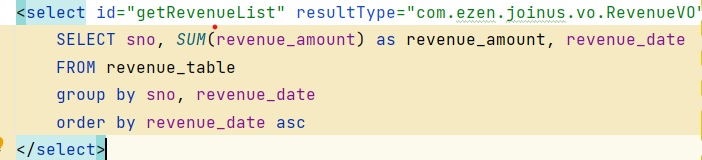 <select id="getRevenueList" resultType="com.ezen.joinus.vo.RevenueVO"
SELECT sno, SUM(revenue_amount) as revenue_amount, revenue_date
FROM revenue_table
group by sno, revenue_date
order by revenue_date asc
</select>